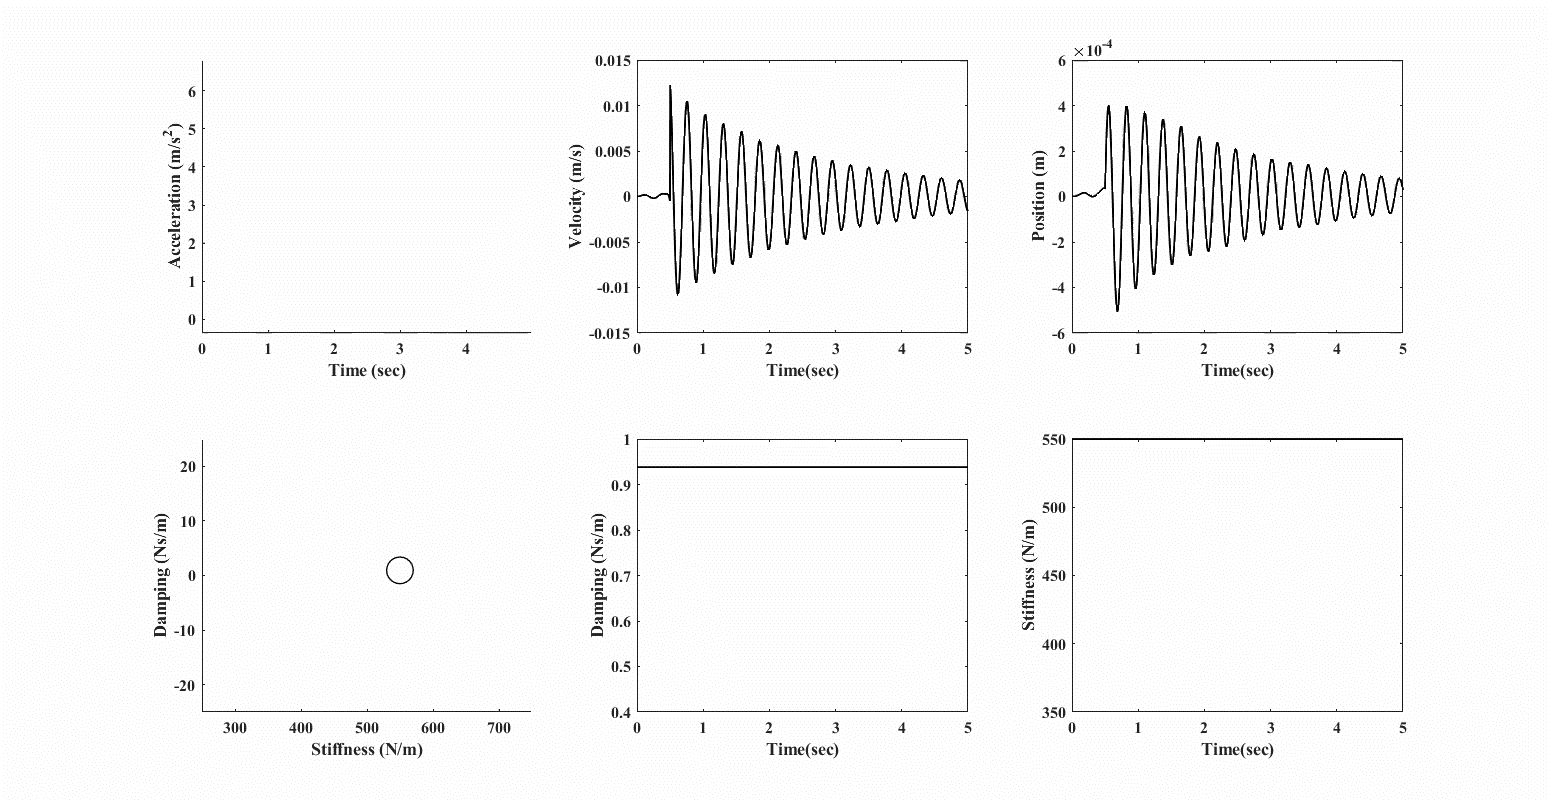 Acceleration (m/s²)
6
5
4
3
2
1
0
0 1 2 3 4
Time (sec)
Velocity (m/s)
0.015
0.01
0.005
0
-0.005
-0.01
-0.015
0 1 2 3 4 5
Time(sec)
×10⁻⁴
Position (m)
6
4
2
0
-2
-4
-6
0 1 2 3 4 5
Time(sec)
Damping (Ns/m)
20
10
0
-10
-20
300 400 500 600 700
Stiffness (N/m)
Damping (Ns/m)
1
0.9
0.8
0.7
0.6
0.5
0.4
0 1 2 3 4 5
Time(sec)
Stiffness (N/m)
550
500
450
400
350
0 1 2 3 4 5
Time(sec)